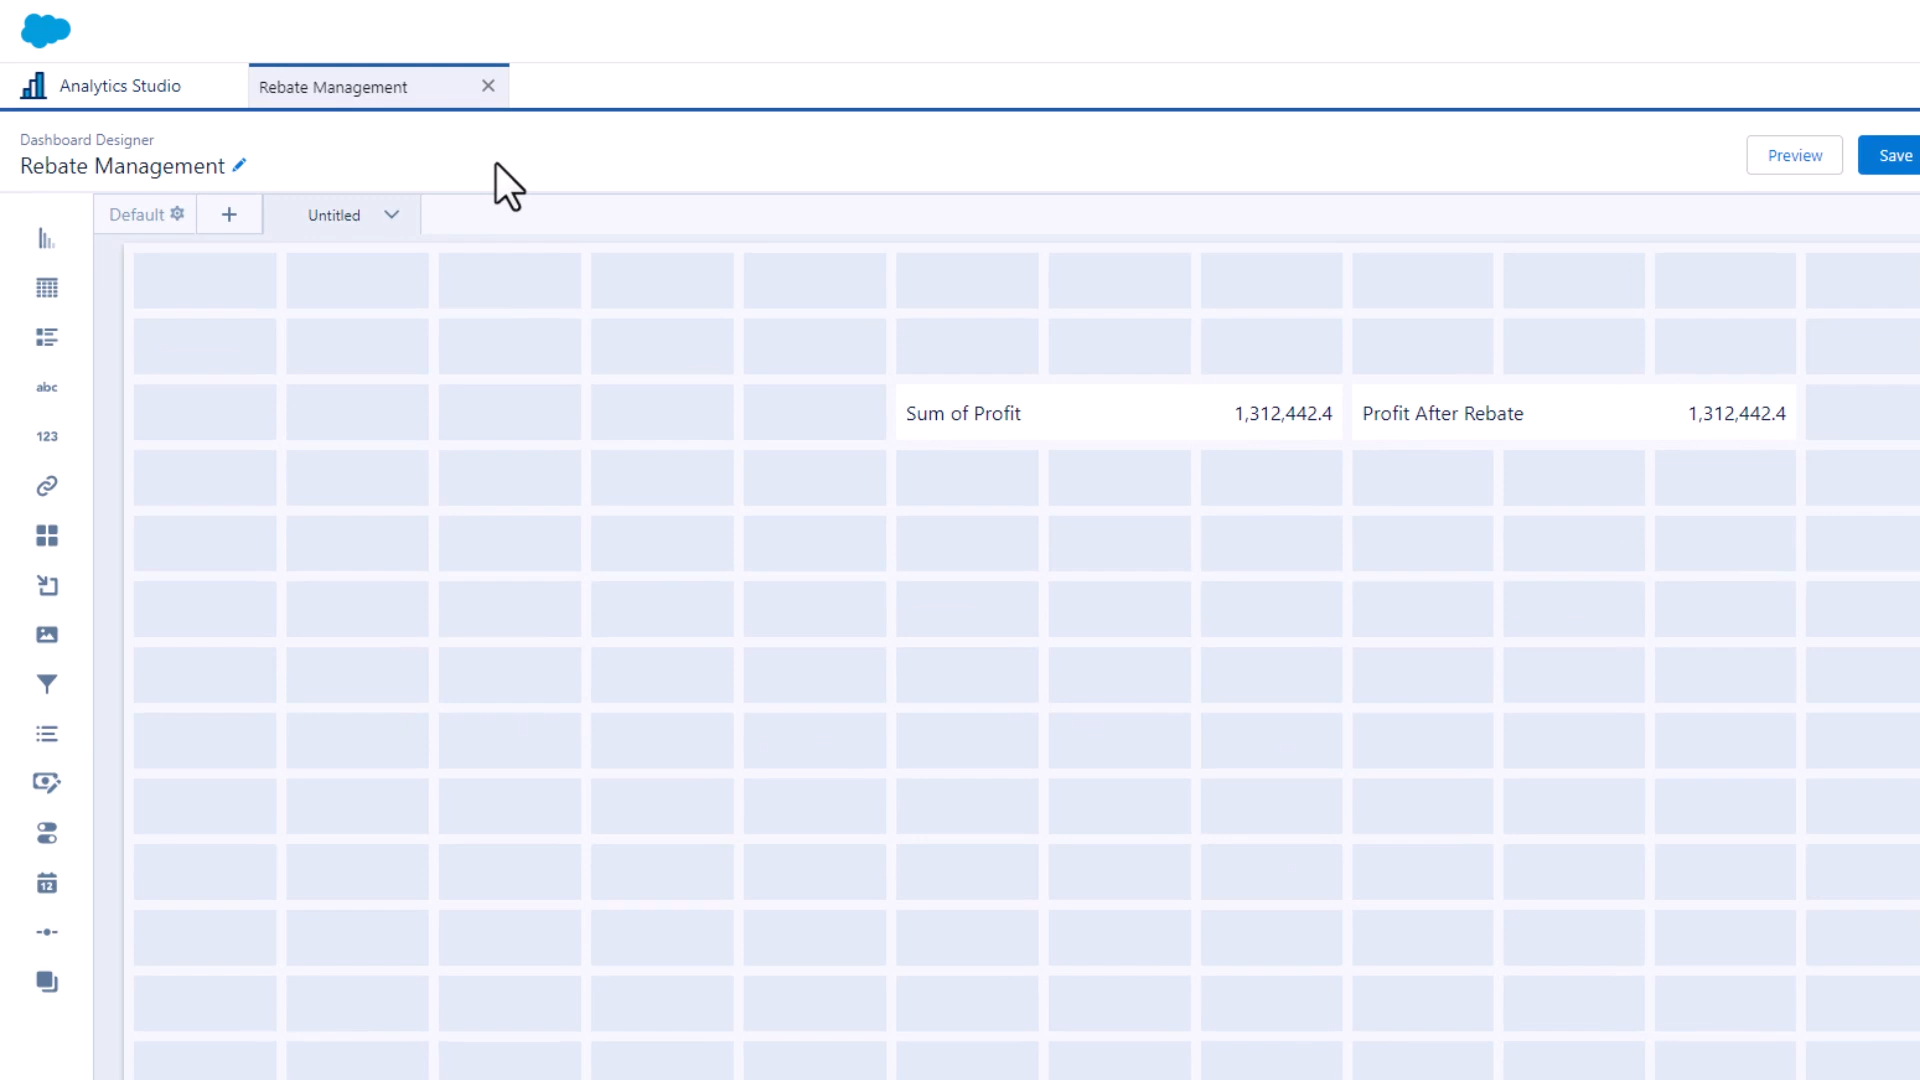 Analytics Studio
Rebate Management
Dashboard Designer
Rebate Management
Preview
Save
Default
+
Untitled
abc
123
12
Sum of Profit 1,312,442.4
Profit After Rebate 1,312,442.4